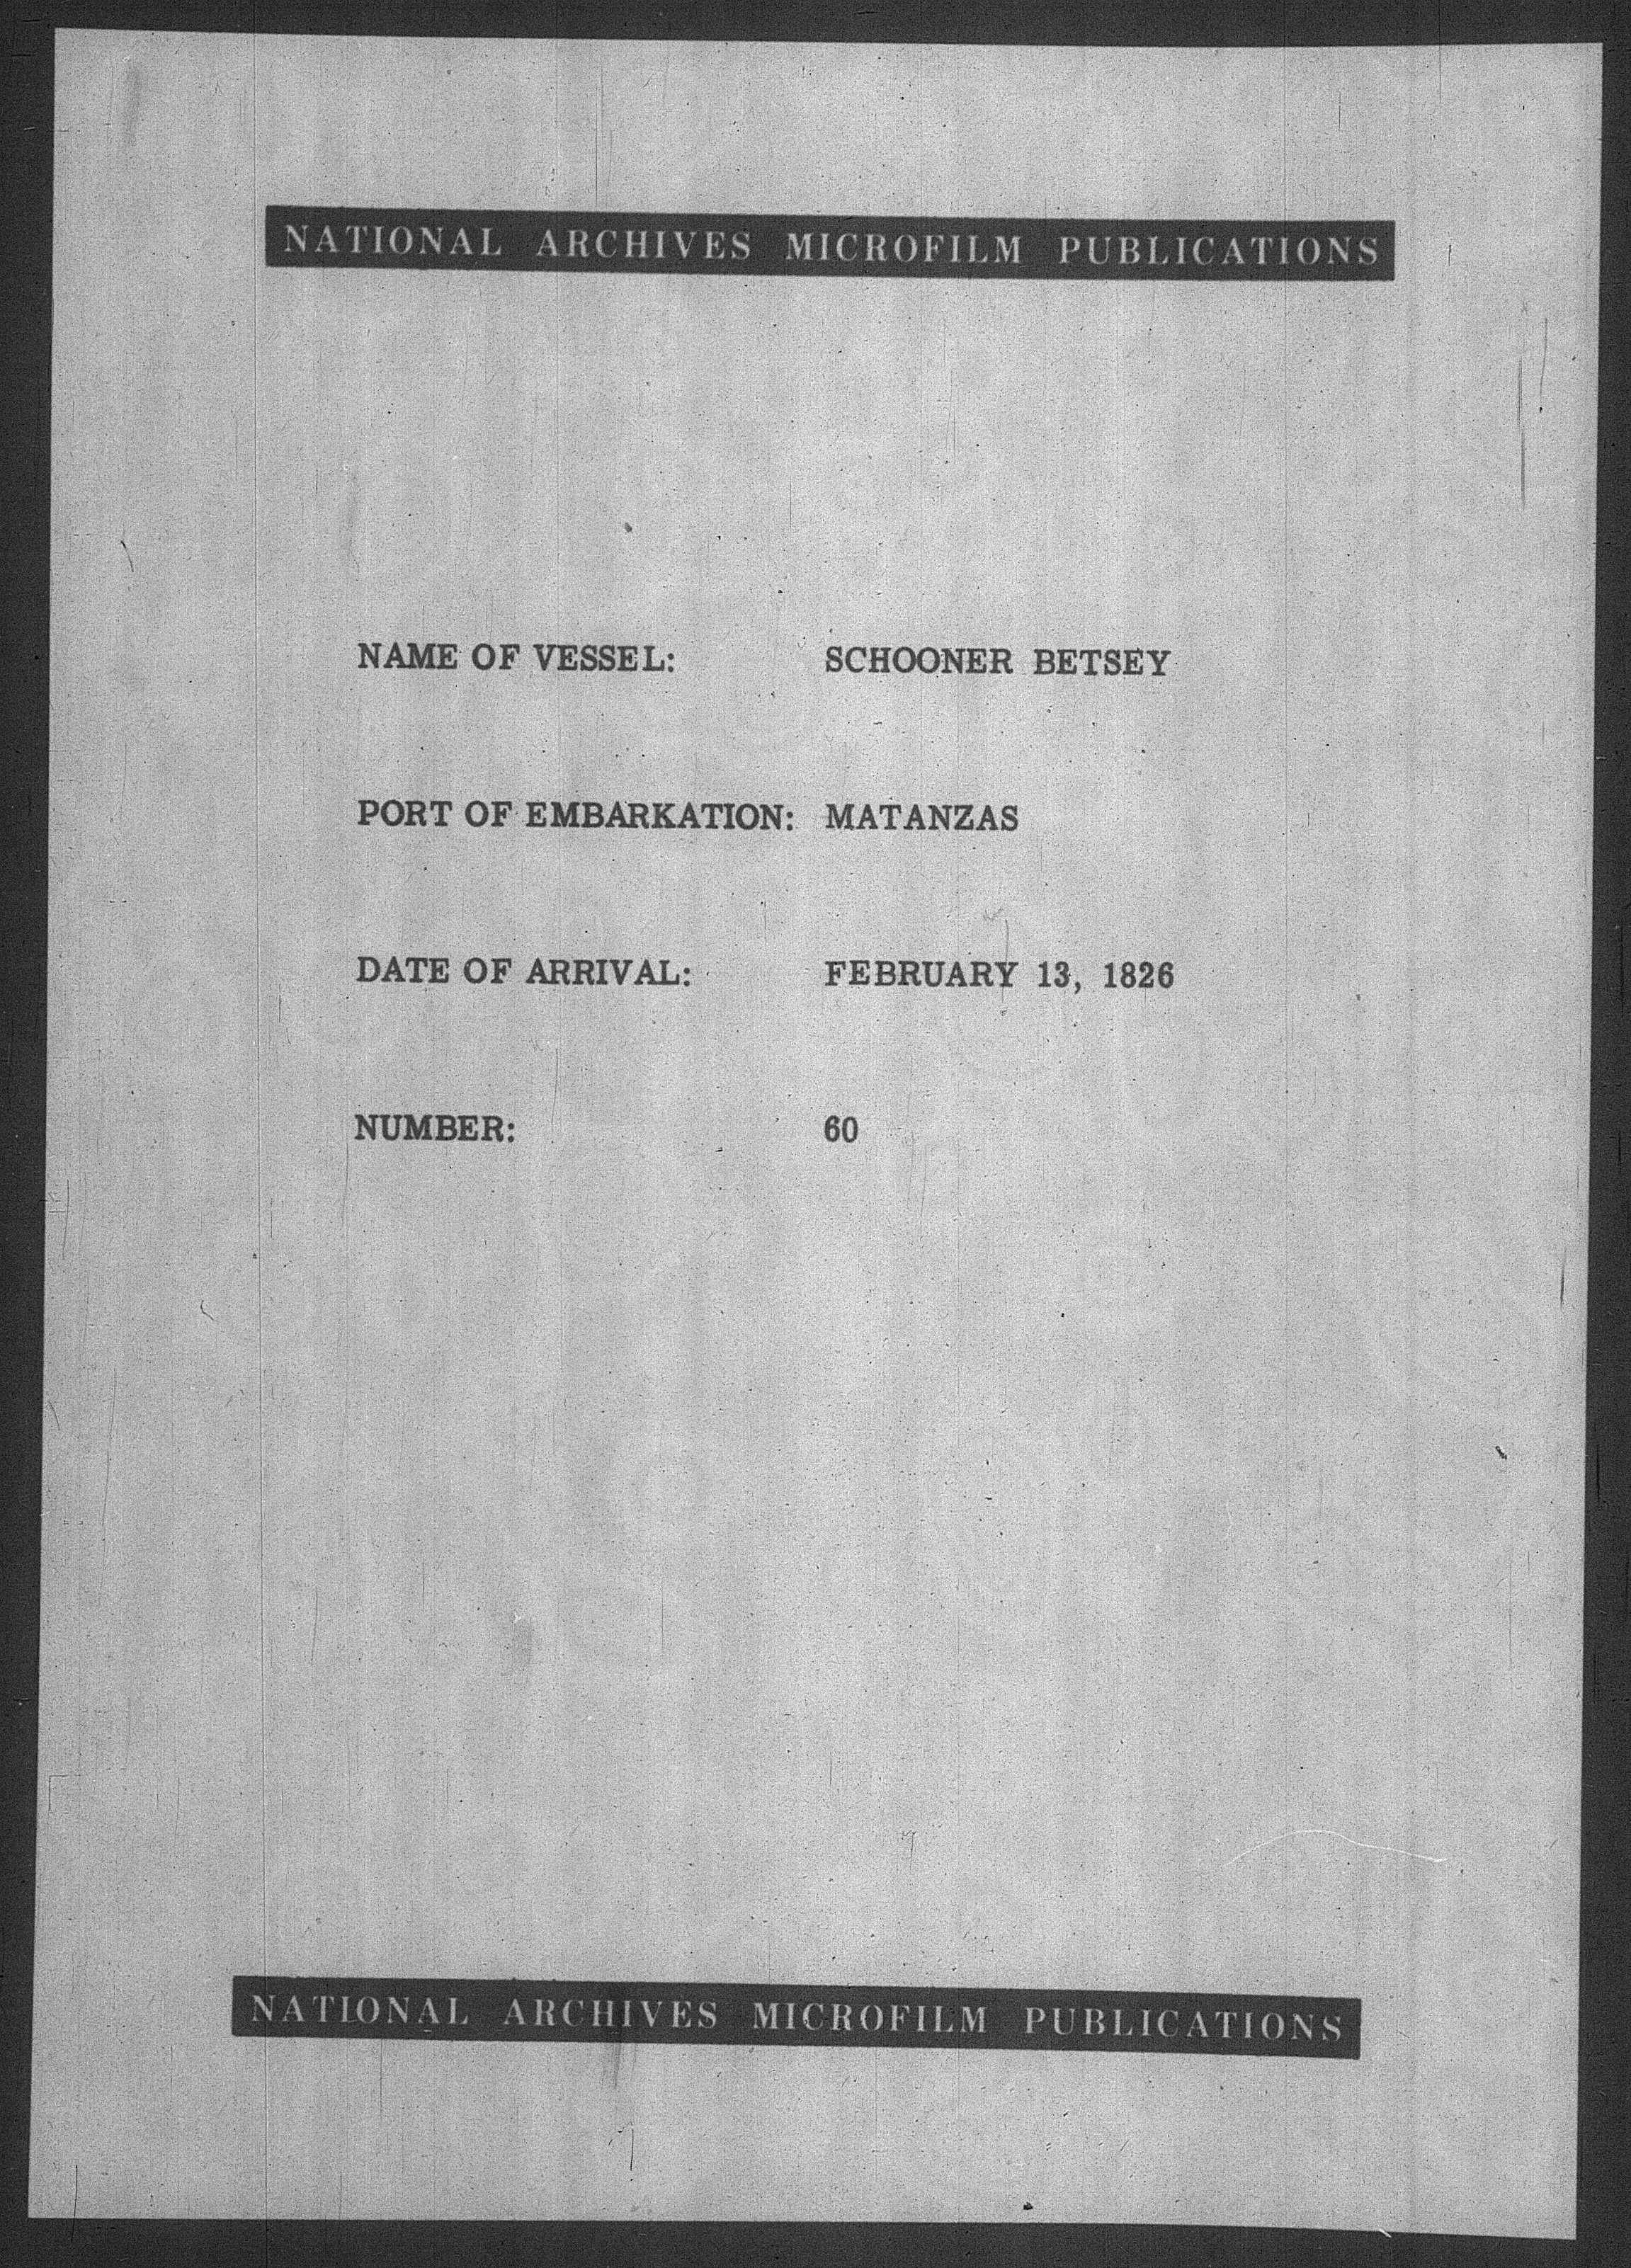 NATIONAL ARCHIVES MICROFILM PUBLICATIONS
NAME OF VESSEL: SCHOONER BETSEY
PORT OF EMBARKATION: MATANZAS
DATE OF ARRIVAL: FEBRUARY 13, 1826
NUMBER: 60
NATIONAL ARCHIVES MICROFILM PUBLICATIONS